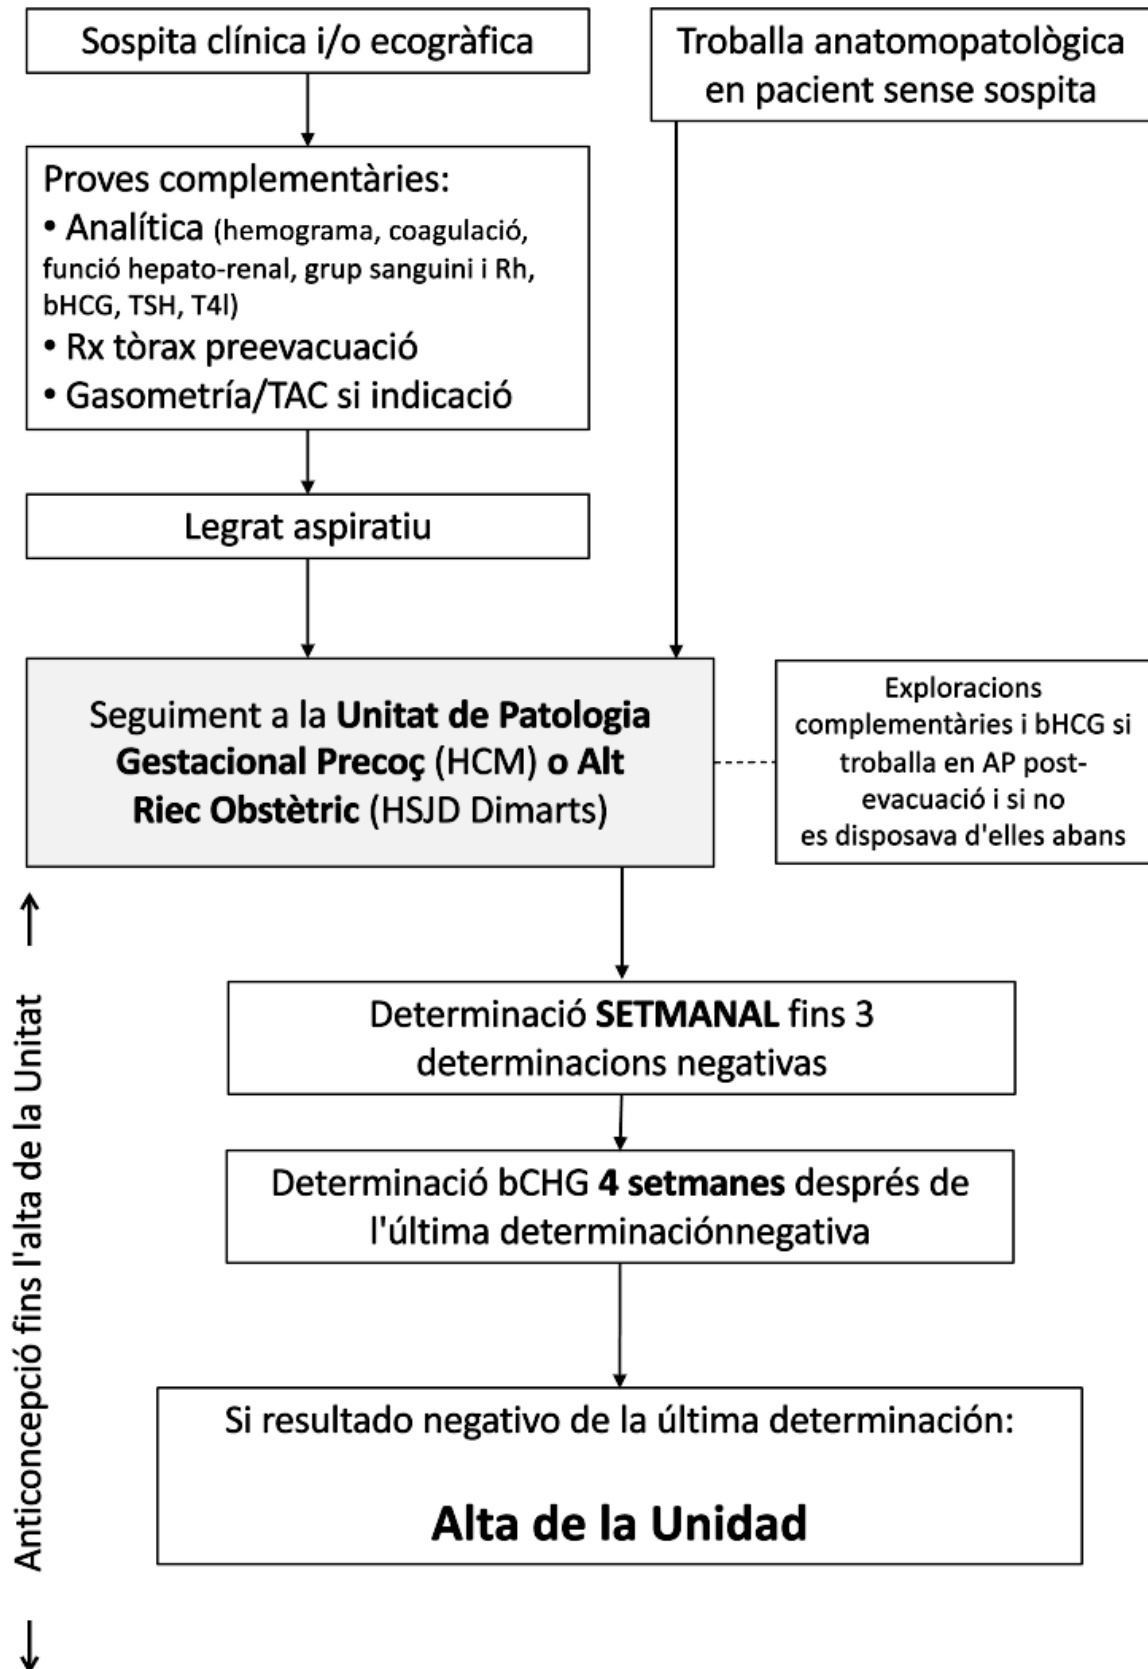 Sospita clínica i/o ecogràfica
Troballa anatomopatològica
en pacient sense sospita
Proves complementàries:
• Analítica (hemograma, coagulació,
funció hepato-renal, grup sanguini i Rh,
bHCG, TSH, T4l)
• Rx tòrax preevacuació
• Gasometría/TAC si indicació
Legrat aspiratiu
Seguiment a la Unitat de Patologia
Gestacional Precoç (HCM) o Alt
Riec Obstètric (HSJD Dimarts)
Exploracions
complementàries i bHCG si
troballa en AP post-
evacuació i si no
es disposava d'elles abans
Anticoncepció fins l'alta de la Unitat
Determinació SETMANAL fins 3
determinacions negativas
Determinació bCHG 4 setmanes després de
l'última determinaciónnegativa
Si resultado negativo de la última determinación:
Alta de la Unidad